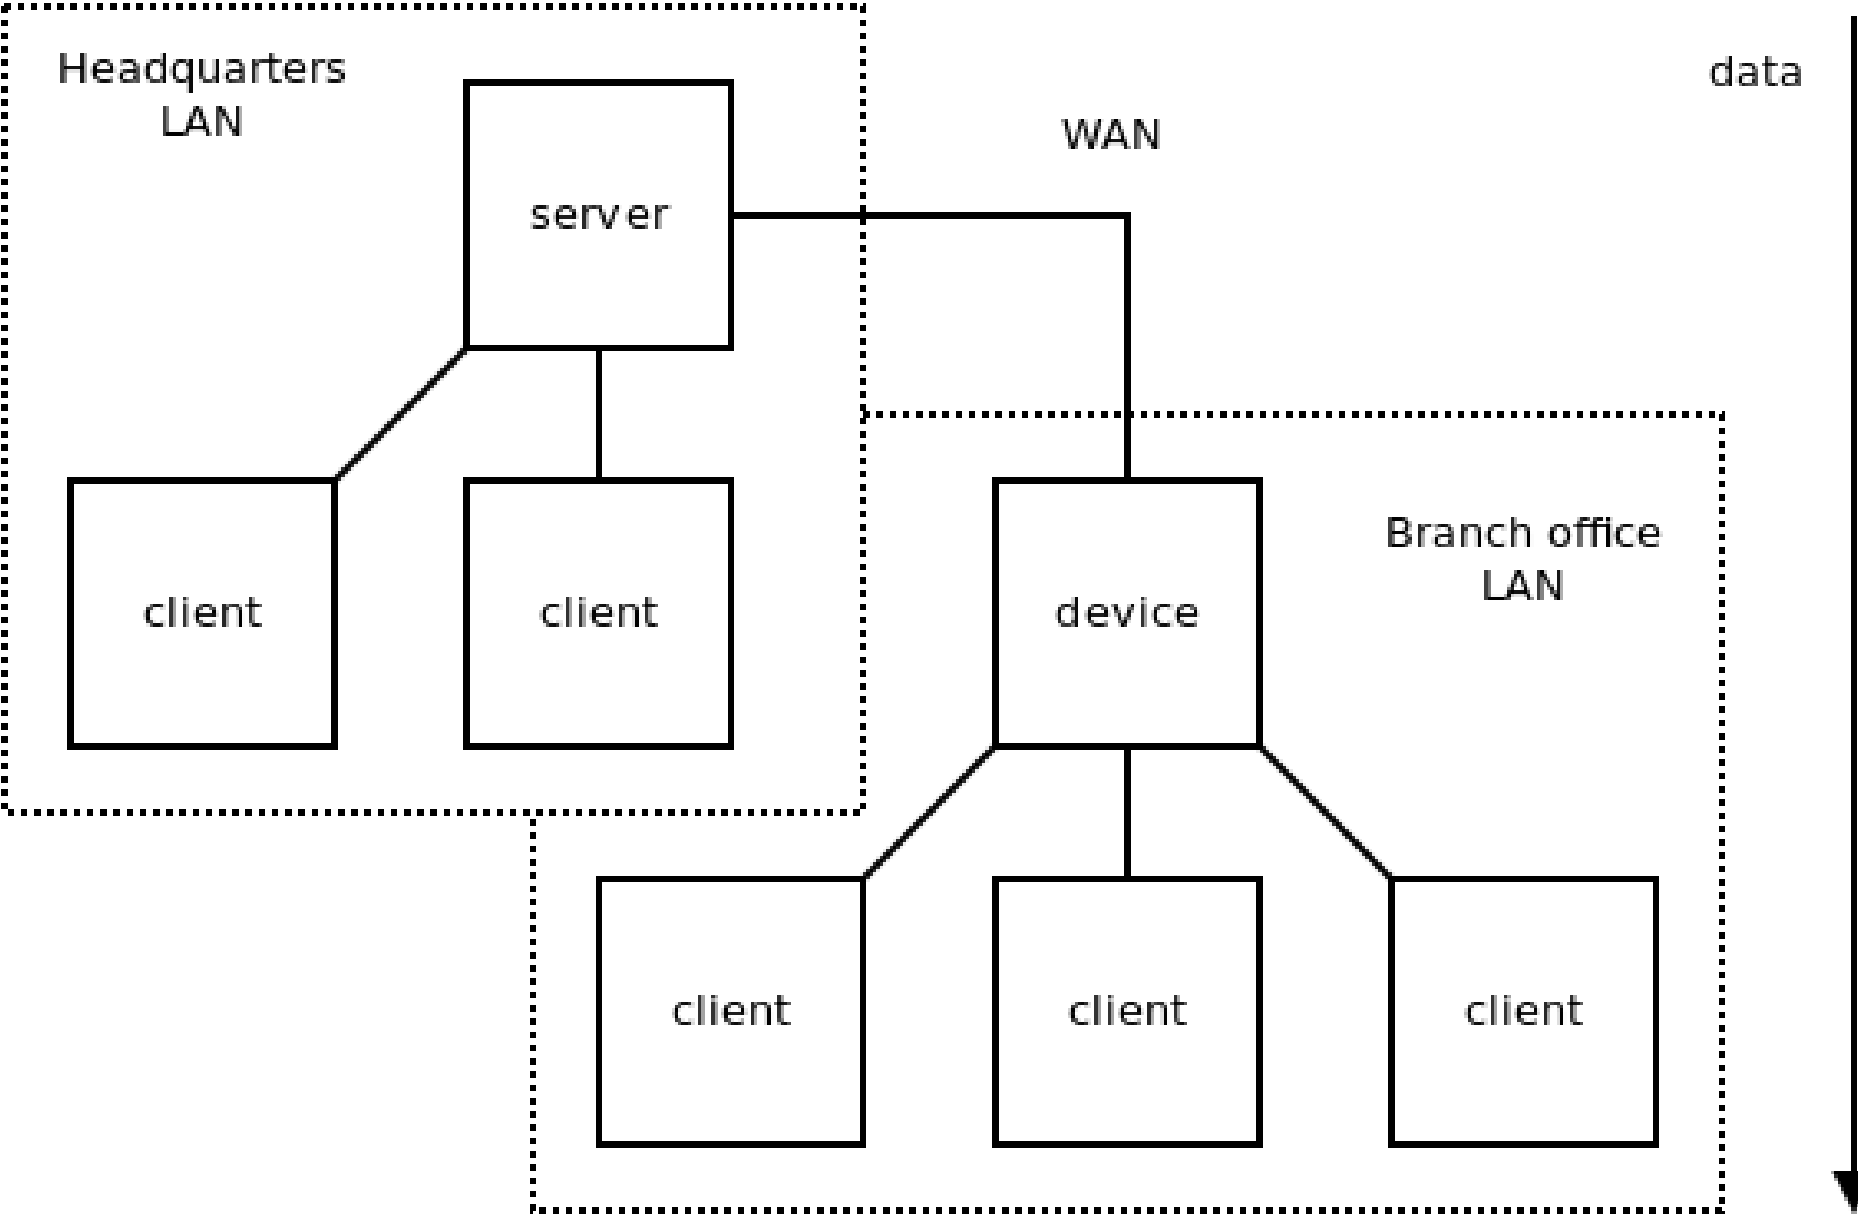 Headquarters
LAN
data
WAN
server
Branch office
LAN
client
client
device
client
client
client